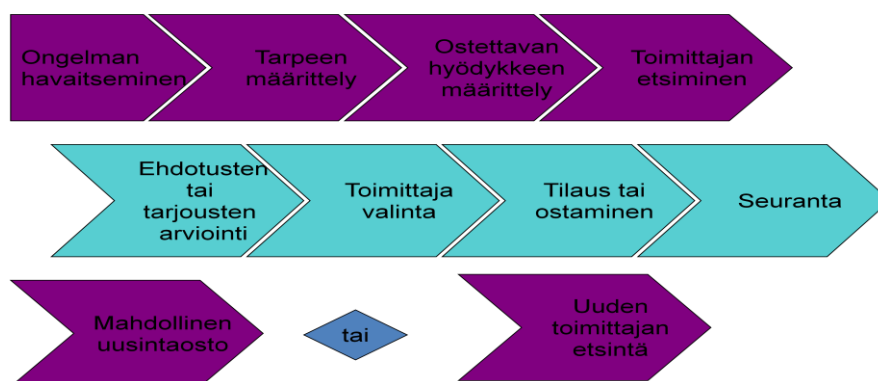 Ongelman
havaitseminen
Tarpeen
määrittely
Ostettavan
hyödykkeen
määrittely
Toimittajan
etsiminen
Ehdotusten
tai
tarjousten
arviointi
Toimittaja
valinta
Tilaus tai
ostaminen
Seuranta
Mahdollinen
uusintaosto
tai
Uuden
toimittajan
etsintä